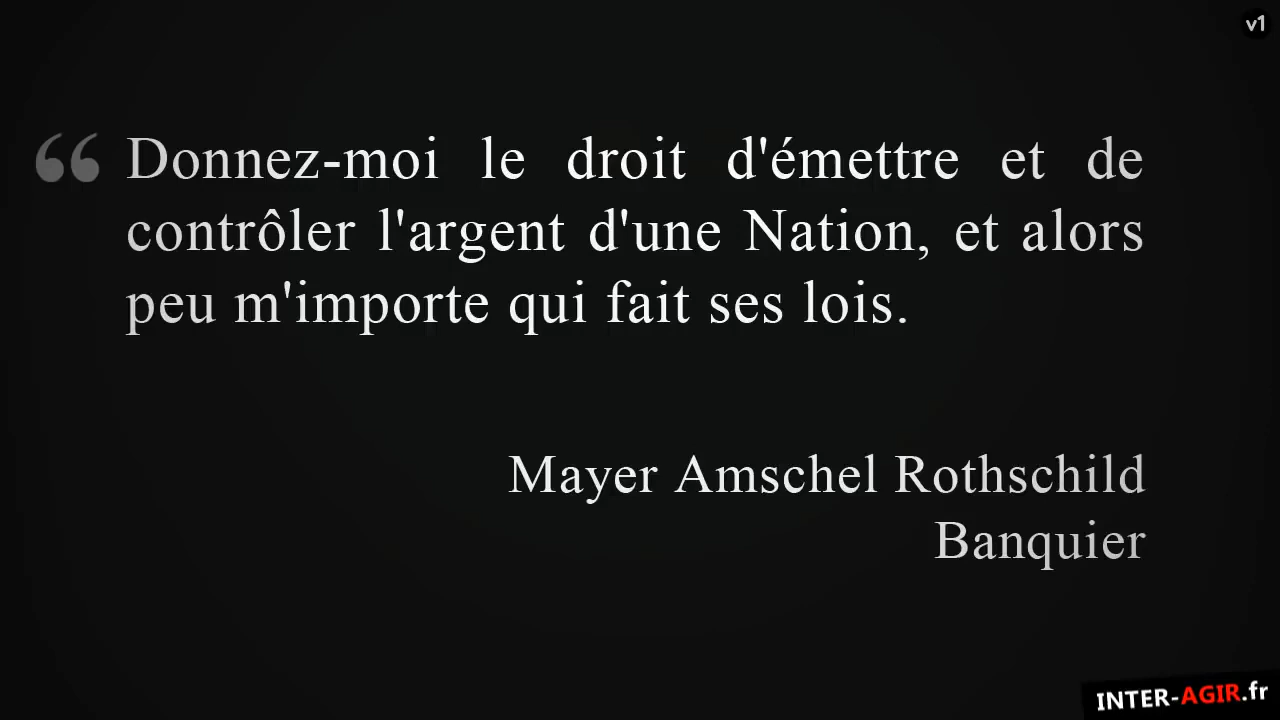 v1
“ Donnez-moi le droit d'émettre et de
contrôler l'argent d'une Nation, et alors
peu m'importe qui fait ses lois.
Mayer Amschel Rothschild
Banquier
INTER-AGIR.fr